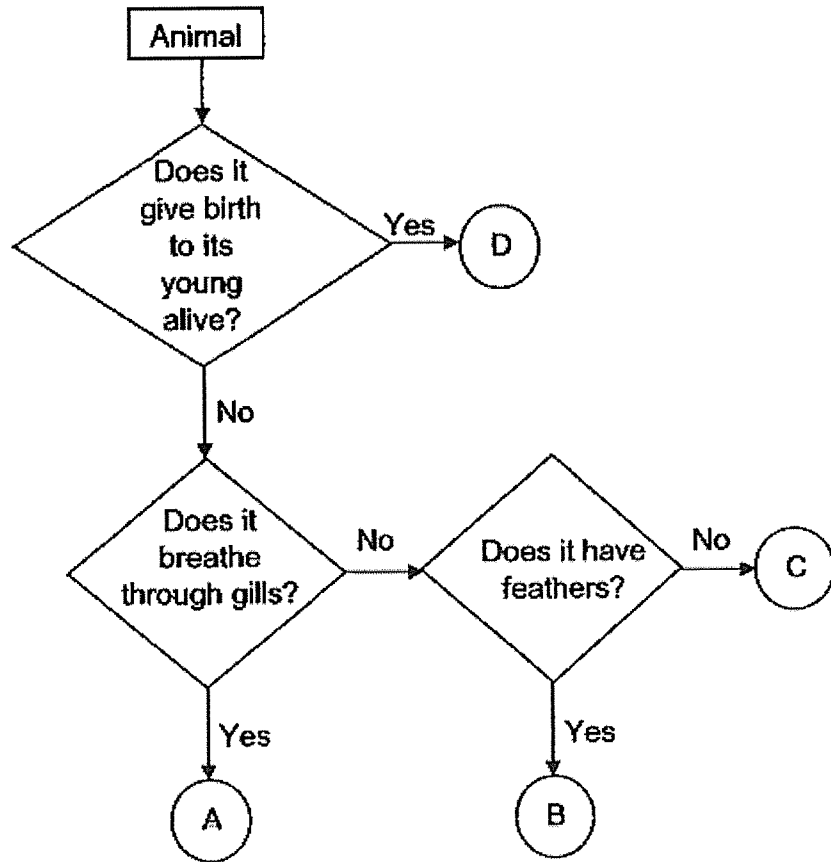 Animal
Does it
give birth
to its
young
alive?
Yes
D
No
Does it
breathe
through gills?
No
Does it have
feathers?
No
C
Yes
A
Yes
B